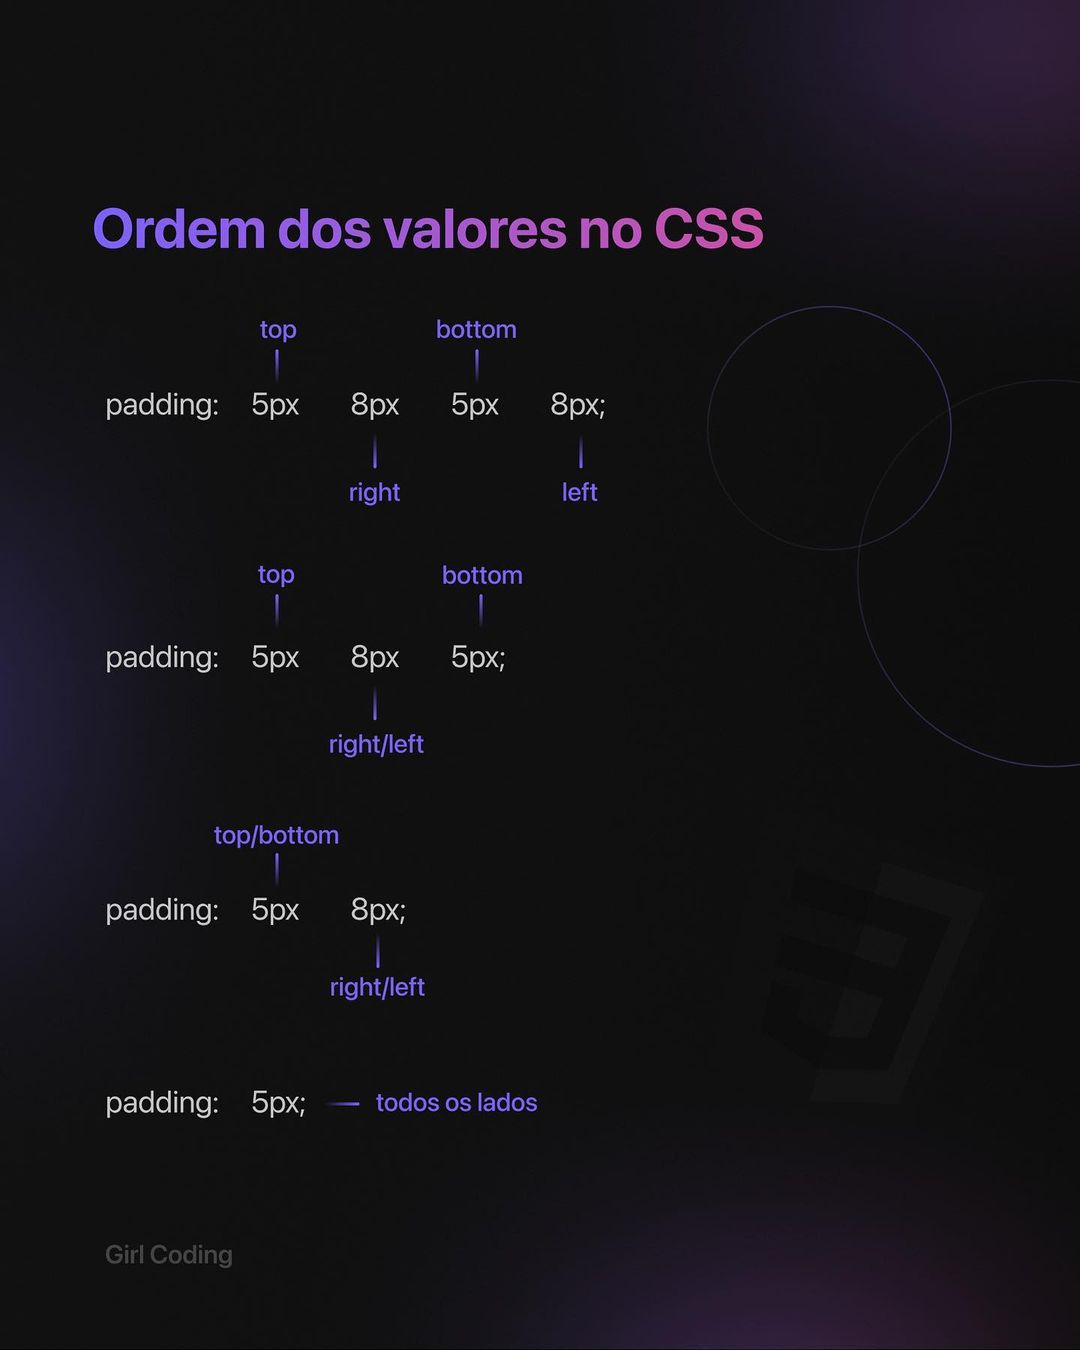 Ordem dos valores no CSS
top bottom
padding: 5px 8px 5px 8px;
right left
top bottom
padding: 5px 8px 5px;
right/left
top/bottom
padding: 5px 8px;
right/left
padding: 5px; todos os lados
Girl Coding